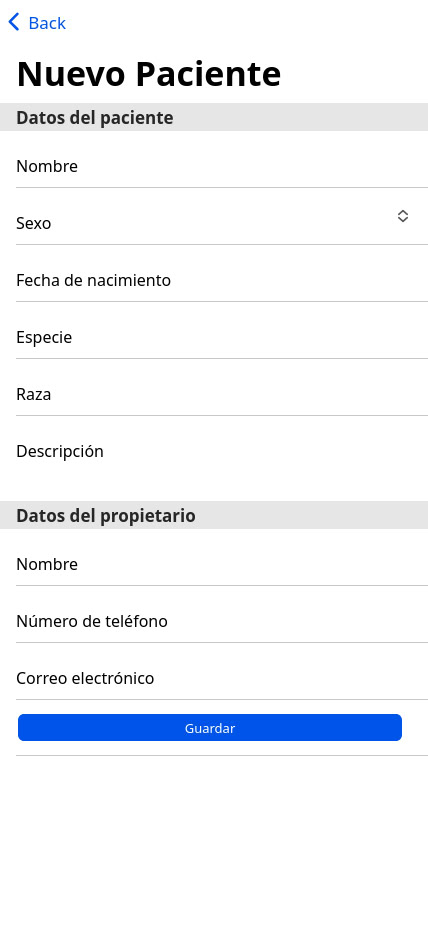 Back
Nuevo Paciente
Datos del paciente
Nombre
Sexo
Fecha de nacimiento
Especie
Raza
Descripción
Datos del propietario
Nombre
Número de teléfono
Correo electrónico
Guardar